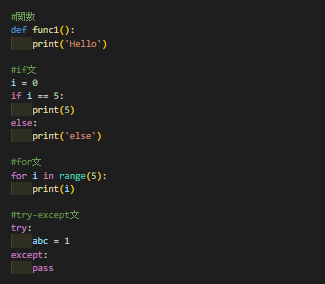 #関数
def func1():
    print('Hello')

#if文
i = 0
if i == 5:
    print(5)
else:
    print('else')

#for文
for i in range(5):
    print(i)

#try-except文
try:
    abc = 1
except:
    pass